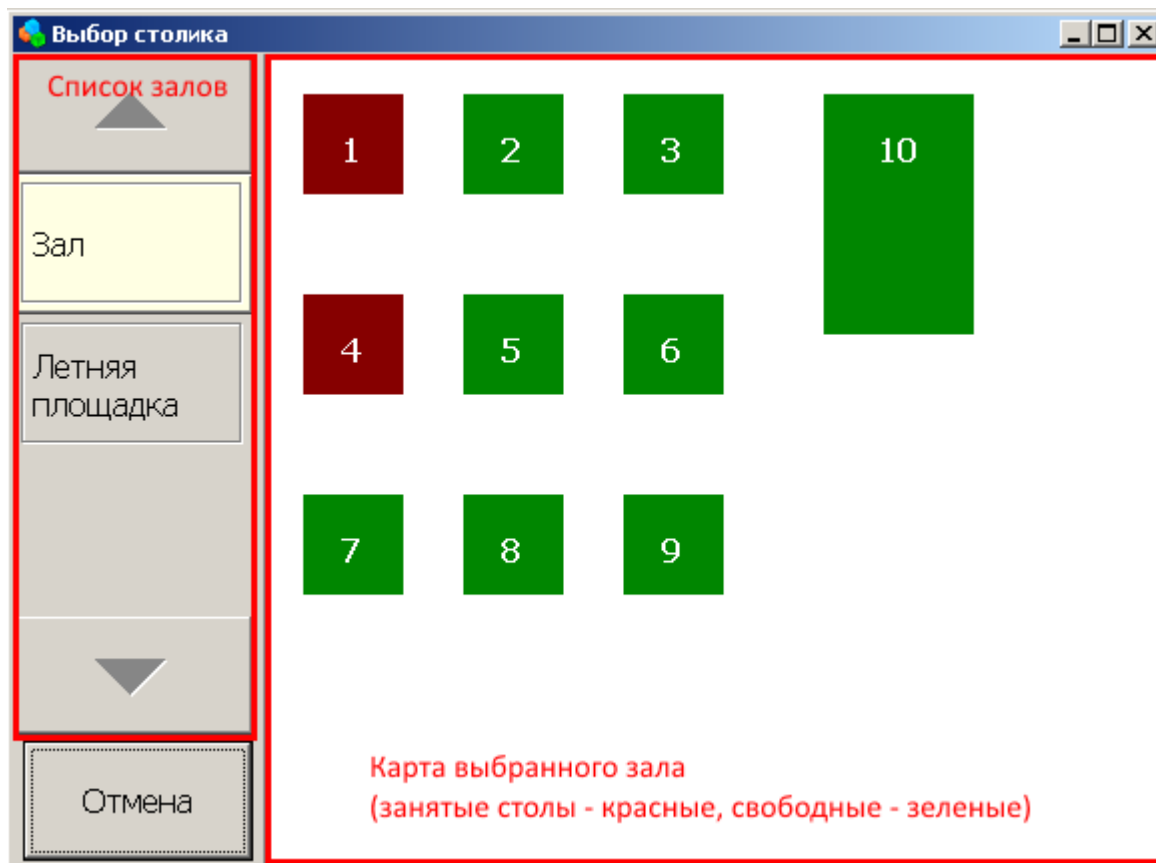 Выбор столика
Список залов
Зал
Летняя
площадка
Отмена
1 2 3 10
4 5 6
7 8 9
Карта выбранного зала
(занятые столы - красные, свободные - зеленые)